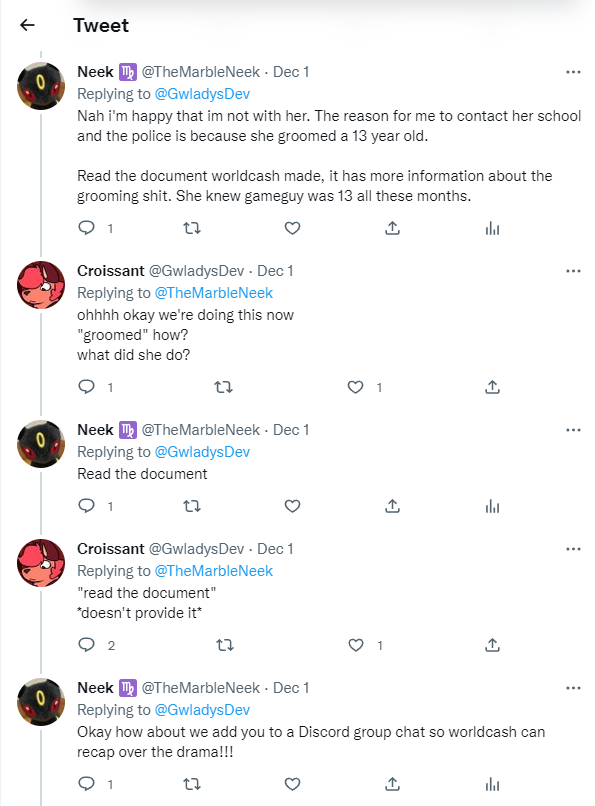 Tweet
Neek ♍ @TheMarbleNeek · Dec 1
Replying to @GwladysDev
Nah i'm happy that im not with her. The reason for me to contact her school
and the police is because she groomed a 13 year old.
Read the document worldcash made, it has more information about the
grooming shit. She knew gameguy was 13 all these months.
1
Croissant @GwladysDev · Dec 1
Replying to @TheMarbleNeek
ohhhh okay we're doing this now
"groomed" how?
what did she do?
1 1
Neek ♍ @TheMarbleNeek · Dec 1
Replying to @GwladysDev
Read the document
1
Croissant @GwladysDev · Dec 1
Replying to @TheMarbleNeek
"read the document"
*doesn't provide it*
2 1
Neek ♍ @TheMarbleNeek · Dec 1
Replying to @GwladysDev
Okay how about we add you to a Discord group chat so worldcash can
recap over the drama!!!
1